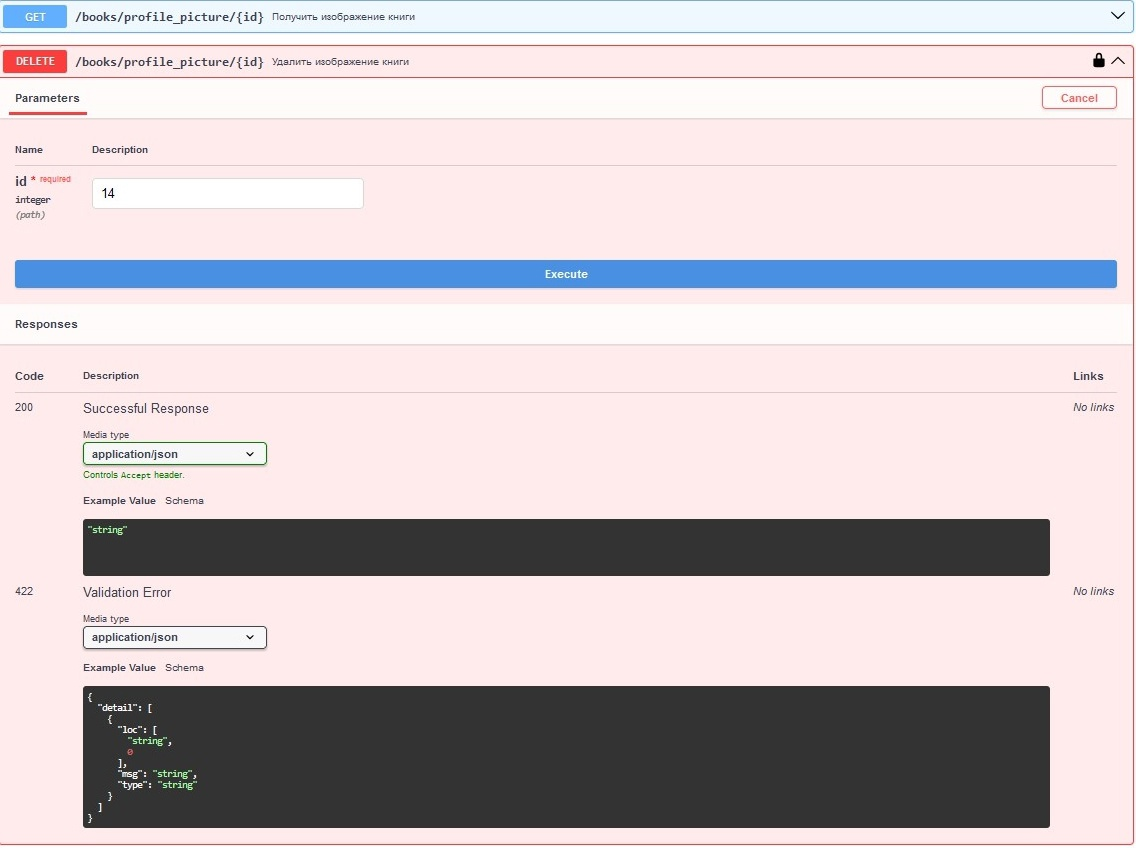 GET /books/profile_picture/{id} Получить изображение книги
DELETE /books/profile_picture/{id} Удалить изображение книги
Parameters Cancel
Name Description
id * required 14
integer
(path)
Execute
Responses
Code Description Links
200 Successful Response No links
Media type
application/json
Controls Accept header.
Example Value Schema
"string"
422 Validation Error No links
Media type
application/json
Example Value Schema
{
"detail": [
{
"loc": [
"string",
0
],
"msg": "string",
"type": "string"
}
]
}